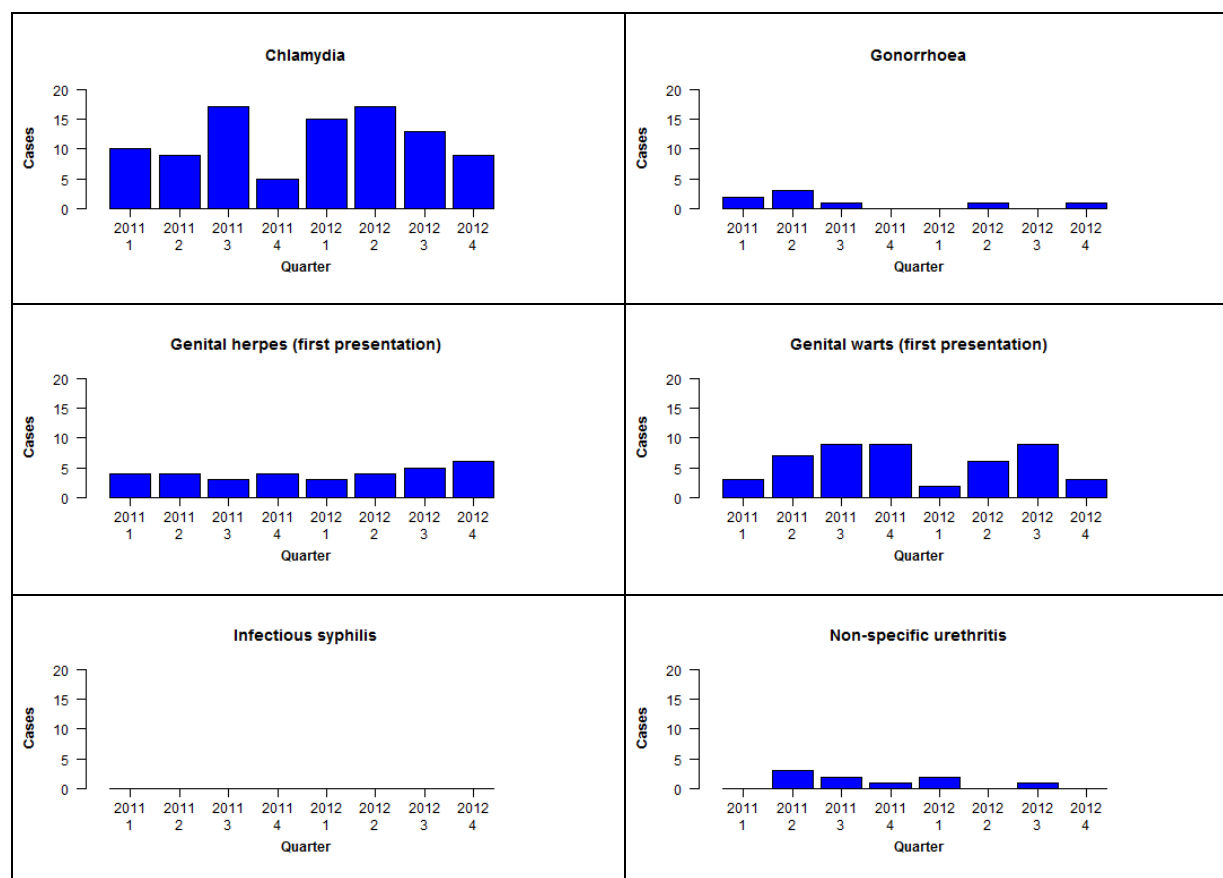 Chlamydia
20
15
10
5
0
Cases
2011 2011 2011 2011 2012 2012 2012 2012
1 2 3 4 1 2 3 4
Quarter
Gonorrhoea
20
15
10
5
0
Cases
2011 2011 2011 2011 2012 2012 2012 2012
1 2 3 4 1 2 3 4
Quarter
Genital herpes (first presentation)
20
15
10
5
0
Cases
2011 2011 2011 2011 2012 2012 2012 2012
1 2 3 4 1 2 3 4
Quarter
Genital warts (first presentation)
20
15
10
5
0
Cases
2011 2011 2011 2011 2012 2012 2012 2012
1 2 3 4 1 2 3 4
Quarter
Infectious syphilis
20
15
10
5
0
Cases
2011 2011 2011 2011 2012 2012 2012 2012
1 2 3 4 1 2 3 4
Quarter
Non-specific urethritis
20
15
10
5
0
Cases
2011 2011 2011 2011 2012 2012 2012 2012
1 2 3 4 1 2 3 4
Quarter